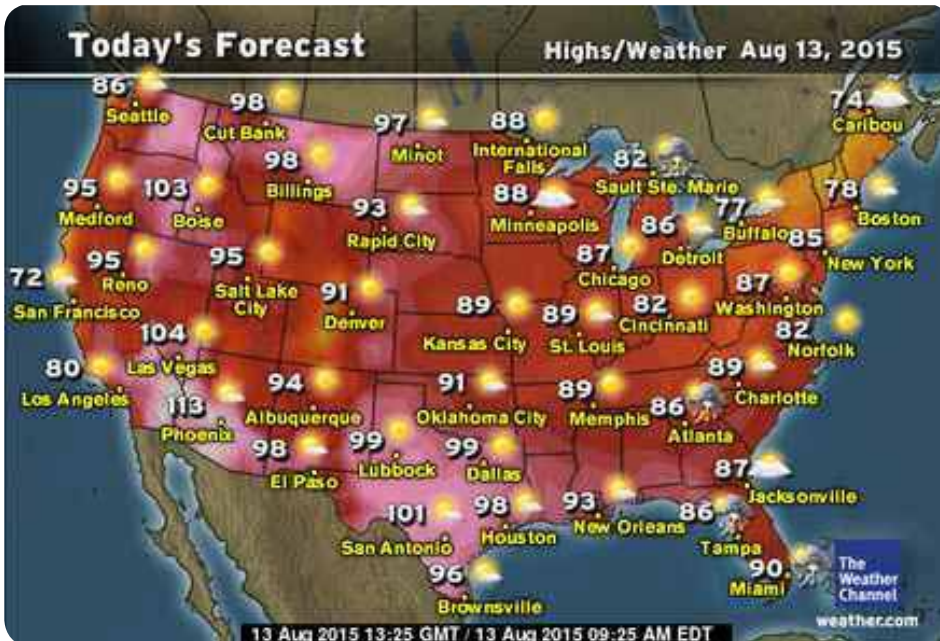 Today's Forecast
Highs/Weather Aug 13, 2015
86
Seattle
98
Cut Bank
97
Minot
88
International
Falls
74
Caribou
98
Billings
82
Sault Ste. Marie
95
Medford
103
Boise
93
Rapid City
88
Minneapolis
86
Detroit
77
Buffalo
78
Boston
85
New York
72
San Francisco
95
Reno
95
Salt Lake
City
91
Denver
87
Chicago
87
Washington
89
Kansas City
89
St. Louis
82
Cincinnati
82
Norfolk
104
Las Vegas
80
Los Angeles
113
Phoenix
94
Albuquerque
91
Oklahoma City
89
Memphis
86
Atlanta
89
Charlotte
98
El Paso
99
Lubbock
99
Dallas
87
Jacksonville
101
San Antonio
98
Houston
93
New Orleans
86
Tampa
96
Brownsville
90
Miami
The
Weather
Channel
weather.com
13 Aug 2015 13:25 GMT / 13 Aug 2015 09:25 AM EDT